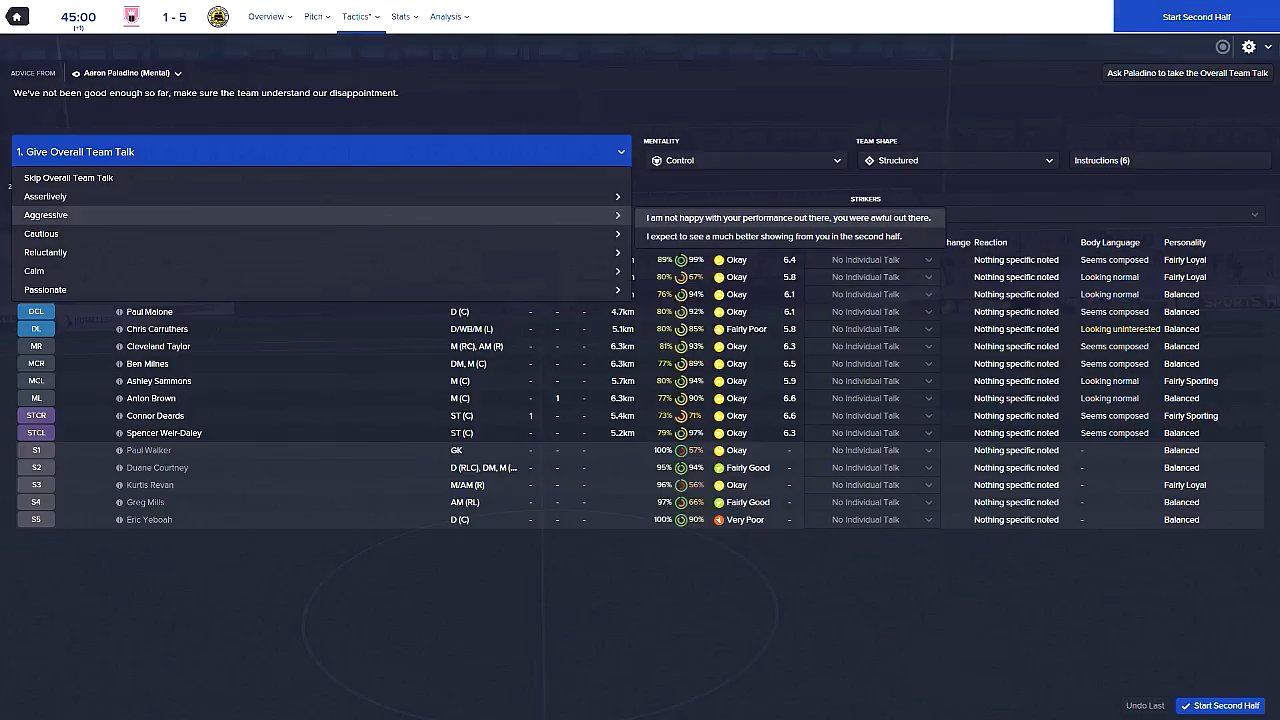 45:00 (+1) 1 - 5 Overview Pitch Tactics* Stats Analysis Start Second Half
ADVICE FROM Aaron Paladino (Mental) Ask Paladino to take the Overall Team Talk
We've not been good enough so far, make sure the team understand our disappointment.
MENTALITY TEAM SHAPE
1. Give Overall Team Talk Control Structured Instructions (6)
Skip Overall Team Talk
Assertively STRIKERS
Aggressive I am not happy with your performance out there, you were awful out there.
Cautious I expect to see a much better showing from you in the second half.
Reaction Body Language Personality
Reluctantly 89% 99% Okay 6.4 No Individual Talk Nothing specific noted Seems composed Fairly Loyal
Calm 80% 67% Okay 5.8 No Individual Talk Nothing specific noted Looking normal Fairly Loyal
Passionate 76% 94% Okay 6.1 No Individual Talk Nothing specific noted Looking normal Balanced
DCL Paul Malone D (C) - - - 4.7km 80% 92% Okay 6.1 No Individual Talk Nothing specific noted Seems composed Balanced
DL Chris Carruthers D/WB/M (L) - - - 5.1km 80% 85% Fairly Poor 5.8 No Individual Talk Nothing specific noted Looking uninterested Balanced
MR Cleveland Taylor M (RC), AM (R) - - - 6.3km 81% 93% Okay 6.3 No Individual Talk Nothing specific noted Seems composed Balanced
MCR Ben Milnes DM, M (C) - - - 6.3km 77% 89% Okay 6.5 No Individual Talk Nothing specific noted Seems composed Balanced
MCL Ashley Sammons M (C) - - - 5.7km 80% 94% Okay 5.9 No Individual Talk Nothing specific noted Looking normal Fairly Sporting
ML Anton Brown M (C) - 1 - 6.3km 77% 90% Okay 6.6 No Individual Talk Nothing specific noted Looking normal Balanced
STCR Connor Deards ST (C) 1 - - 5.4km 73% 71% Okay 6.6 No Individual Talk Nothing specific noted Seems composed Fairly Sporting
STCL Spencer Weir-Daley ST (C) - - - 5.2km 79% 97% Okay 6.3 No Individual Talk Nothing specific noted Seems composed Balanced
S1 Paul Walker GK 100% 57% Okay - No Individual Talk Nothing specific noted - Balanced
S2 Duane Courtney D (RLC), DM, M (... 95% 94% Fairly Good - No Individual Talk Nothing specific noted - Balanced
S3 Kurtis Revan M/AM (R) 96% 56% Okay - No Individual Talk Nothing specific noted - Fairly Loyal
S4 Greg Mills AM (RL) 97% 66% Fairly Good - No Individual Talk Nothing specific noted - Balanced
S5 Eric Yeboah D (C) 100% 90% Very Poor - No Individual Talk Nothing specific noted - Balanced
Undo Last Start Second Half